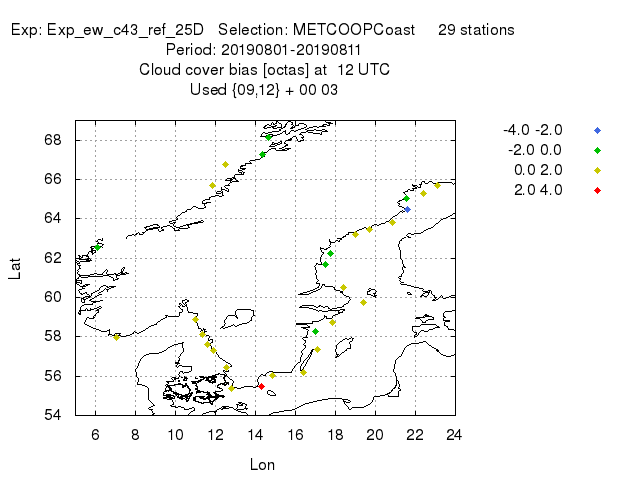 Exp: Exp_ew_c43_ref_25D Selection: METCOOPCoast 29 stations
Period: 20190801-20190811
Cloud cover bias [octas] at 12 UTC
Used {09,12} + 00 03
-4.0 -2.0
-2.0 0.0
0.0 2.0
2.0 4.0
68
66
64
62
60
58
56
54
Lat
6 8 10 12 14 16 18 20 22 24
Lon